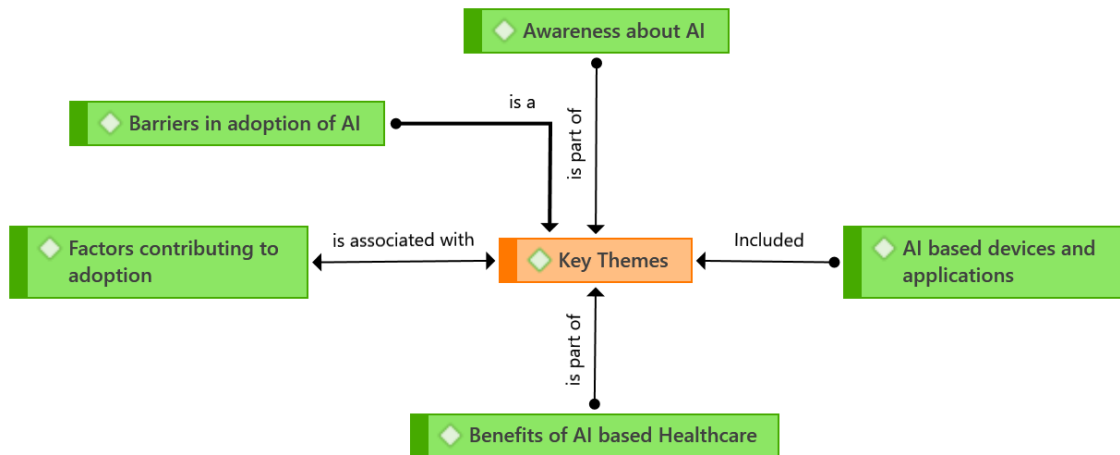 Awareness about AI
is a
Barriers in adoption of AI
is part of
Factors contributing to
adoption
is associated with
Key Themes
Included
AI based devices and
applications
is part of
Benefits of AI based Healthcare